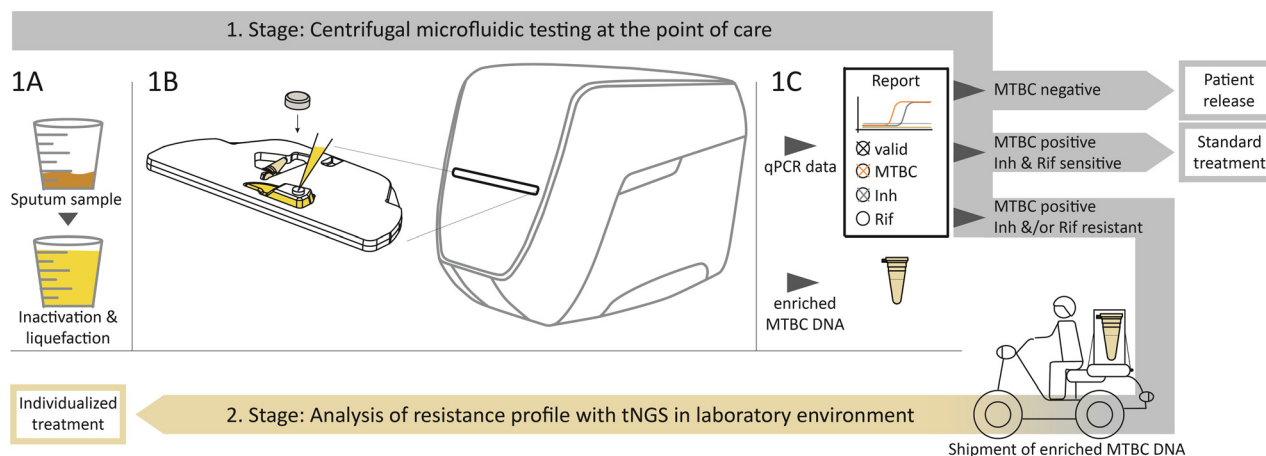 1. Stage: Centrifugal microfluidic testing at the point of care
1A
Sputum sample
Inactivation &
liquefaction
1B
1C
qPCR data
enriched
MTBC DNA
Report
valid
MTBC
Inh
Rif
MTBC negative
Patient
release
MTBC positive
Inh & Rif sensitive
Standard
treatment
MTBC positive
Inh &/or Rif resistant
Individualized
treatment
2. Stage: Analysis of resistance profile with tNGS in laboratory environment
Shipment of enriched MTBC DNA